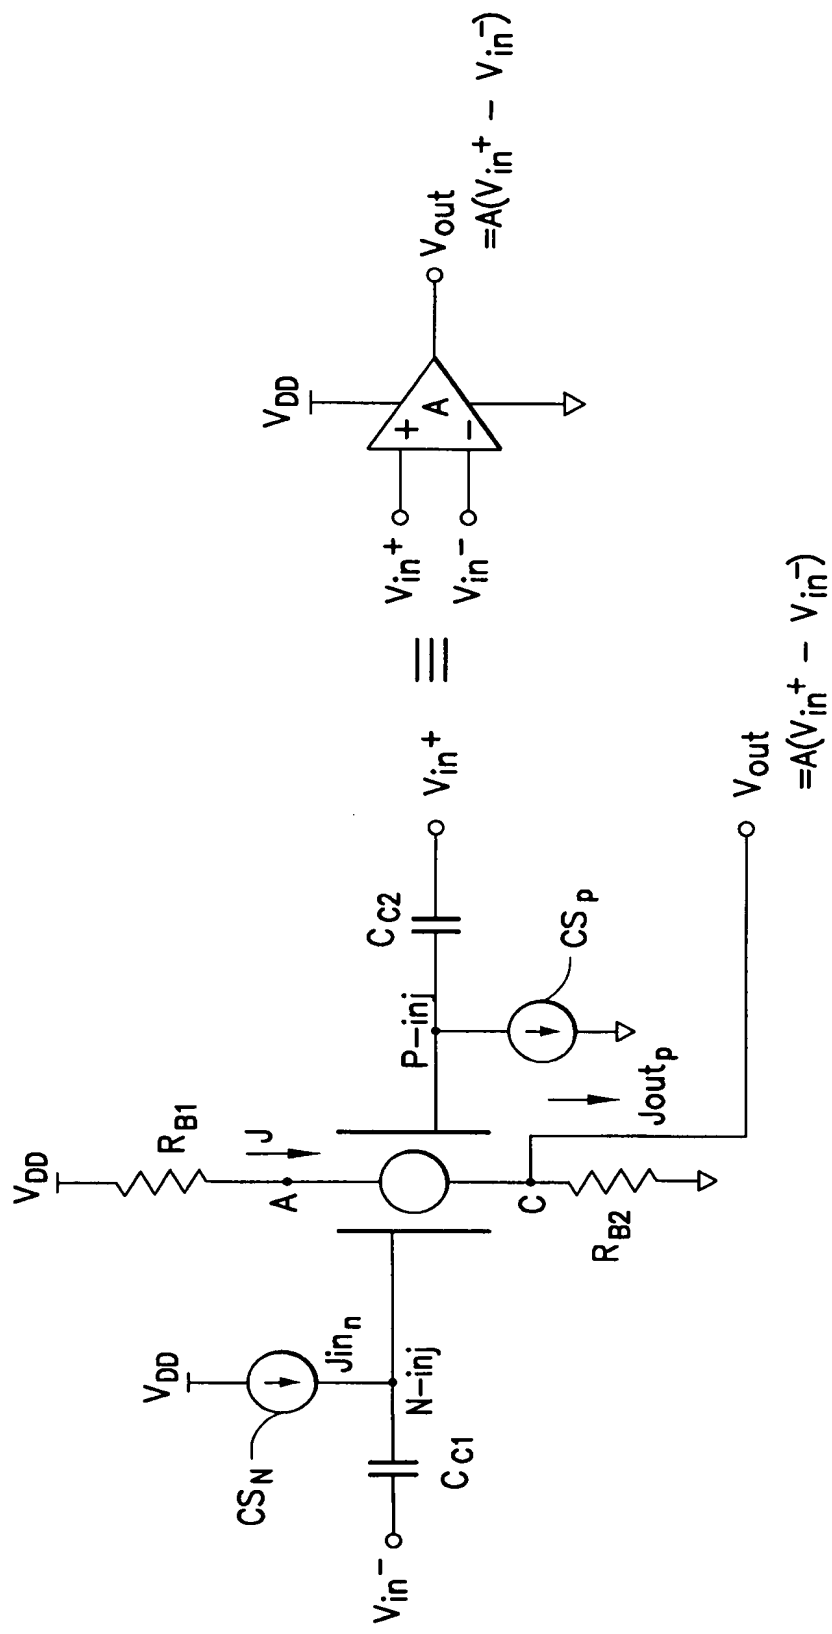 V_DD
R_B1
J
A
V_DD
CS_N
Jin_n
N-inj
C_C1
V_in^-
P-inj
C_C2
V_in^+
CS_p
Jout_p
C
R_B2
V_out
=A(V_in^+ - V_in^-)
≡
V_in^+
V_in^-
V_DD
+
-
A
V_out
=A(V_in^+ - V_in^-)